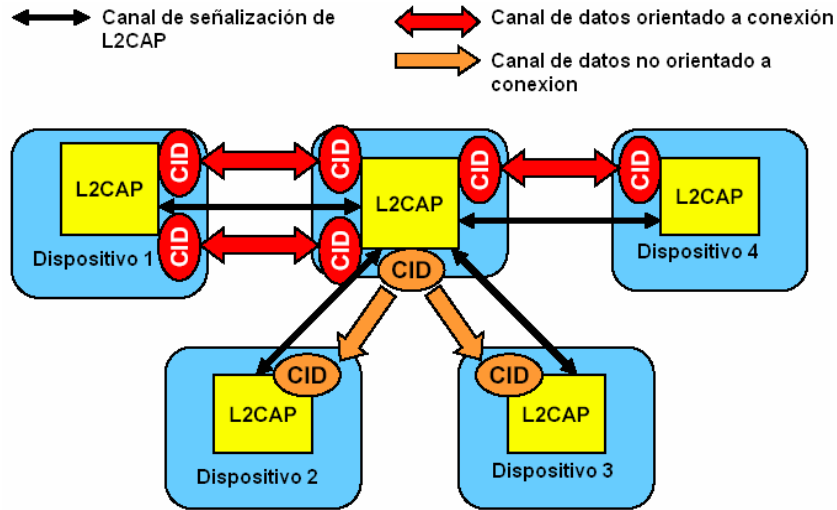 Canal de señalización de
L2CAP
Canal de datos orientado a conexión
Canal de datos no orientado a
conexion
CID
CID
CID
CID
L2CAP
L2CAP
L2CAP
CID
CID
CID
Dispositivo 1
CID
Dispositivo 4
CID
CID
L2CAP
L2CAP
Dispositivo 2
Dispositivo 3